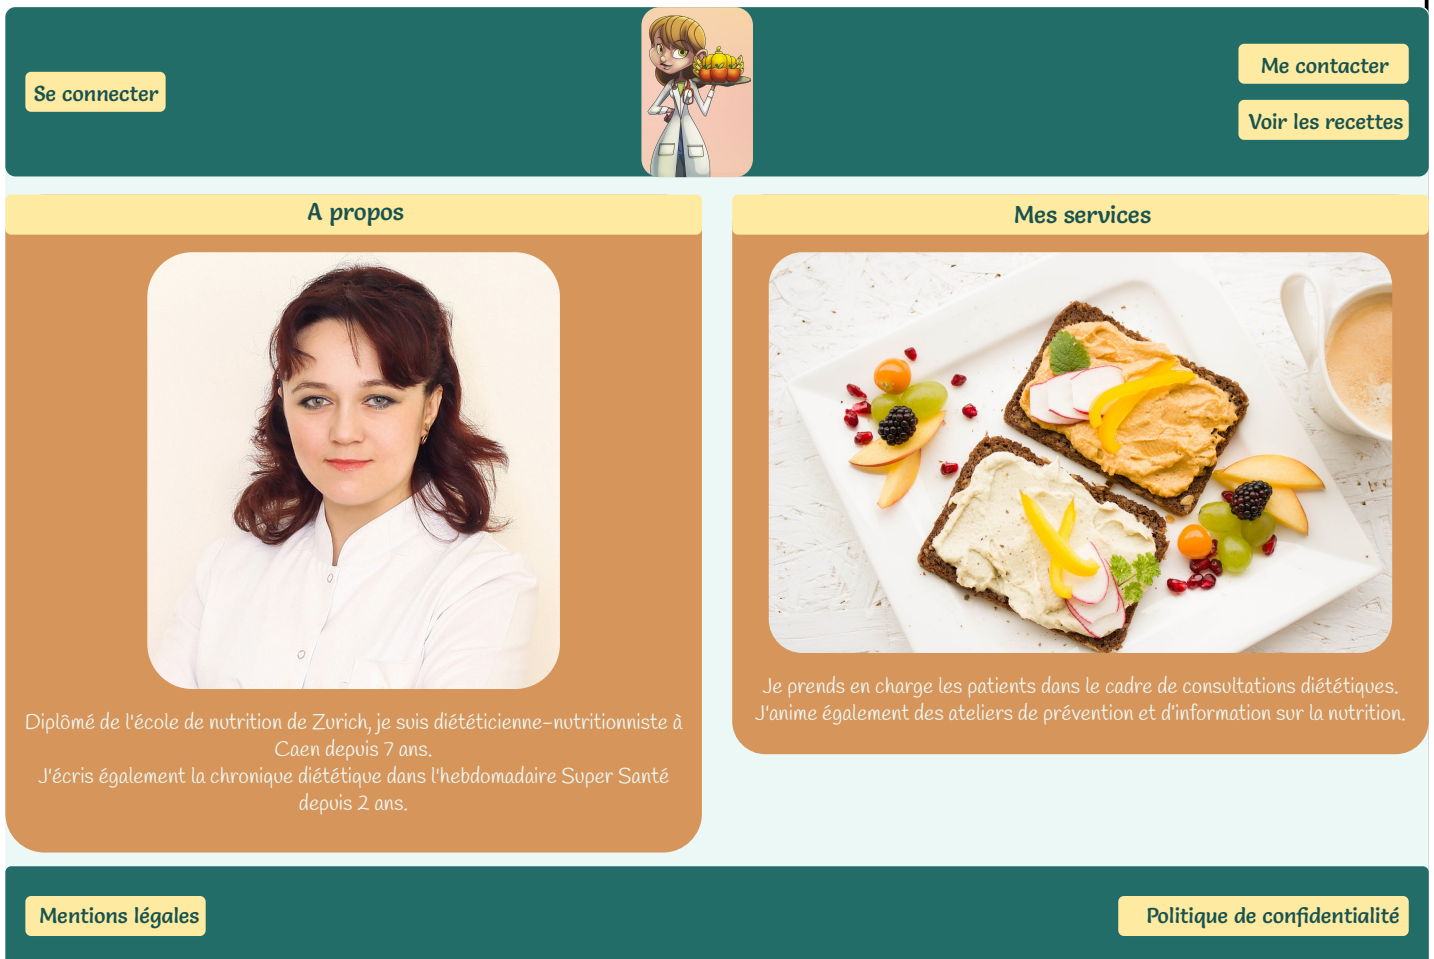 Se connecter
Me contacter
Voir les recettes
A propos
Diplômé de l'école de nutrition de Zurich, je suis diététicienne-nutritionniste à
Caen depuis 7 ans.
J'écris également la chronique diététique dans l'hebdomadaire Super Santé
depuis 2 ans.
Mes services
Je prends en charge les patients dans le cadre de consultations diététiques.
J'anime également des ateliers de prévention et d'information sur la nutrition.
Mentions légales
Politique de confidentialité